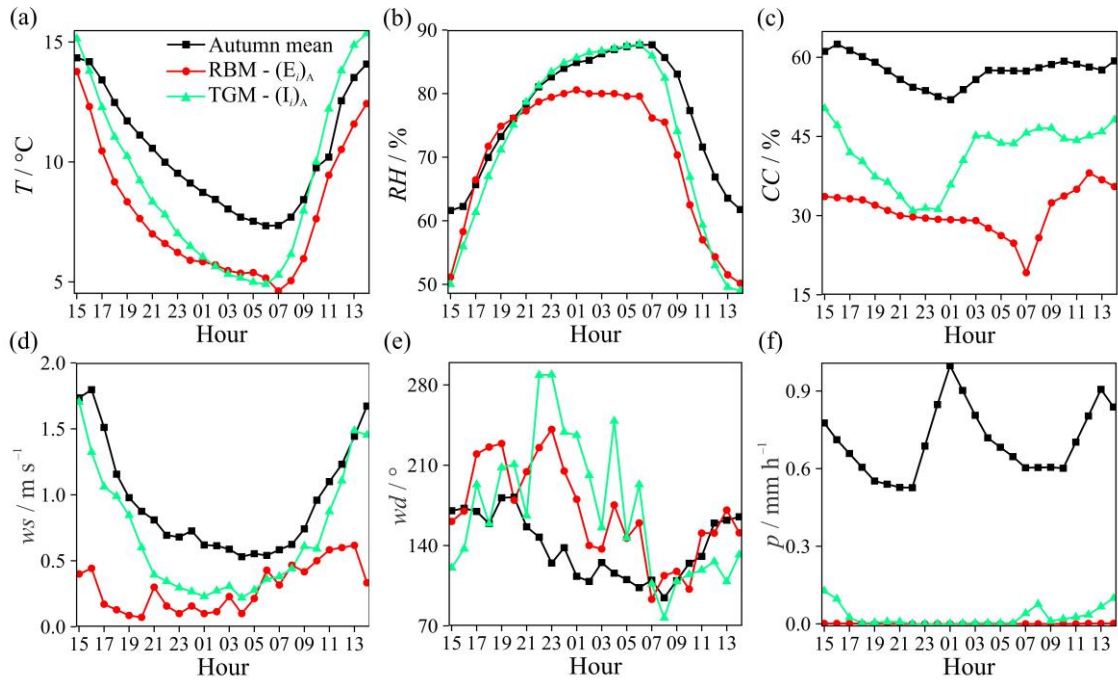 (a)
15
10
5
T / °C
Autumn mean
RBM - (Eᵢ)A
TGM - (Iᵢ)A
15 17 19 21 23 01 03 05 07 09 11 13
Hour
(b)
90
80
70
60
50
RH / %
15 17 19 21 23 01 03 05 07 09 11 13
Hour
(c)
60
45
30
15
CC / %
15 17 19 21 23 01 03 05 07 09 11 13
Hour
(d)
2.0
1.5
1.0
0.5
0.0
ws / m s⁻¹
15 17 19 21 23 01 03 05 07 09 11 13
Hour
(e)
280
210
140
70
wd / °
15 17 19 21 23 01 03 05 07 09 11 13
Hour
(f)
0.9
0.6
0.3
0.0
p / mm h⁻¹
15 17 19 21 23 01 03 05 07 09 11 13
Hour